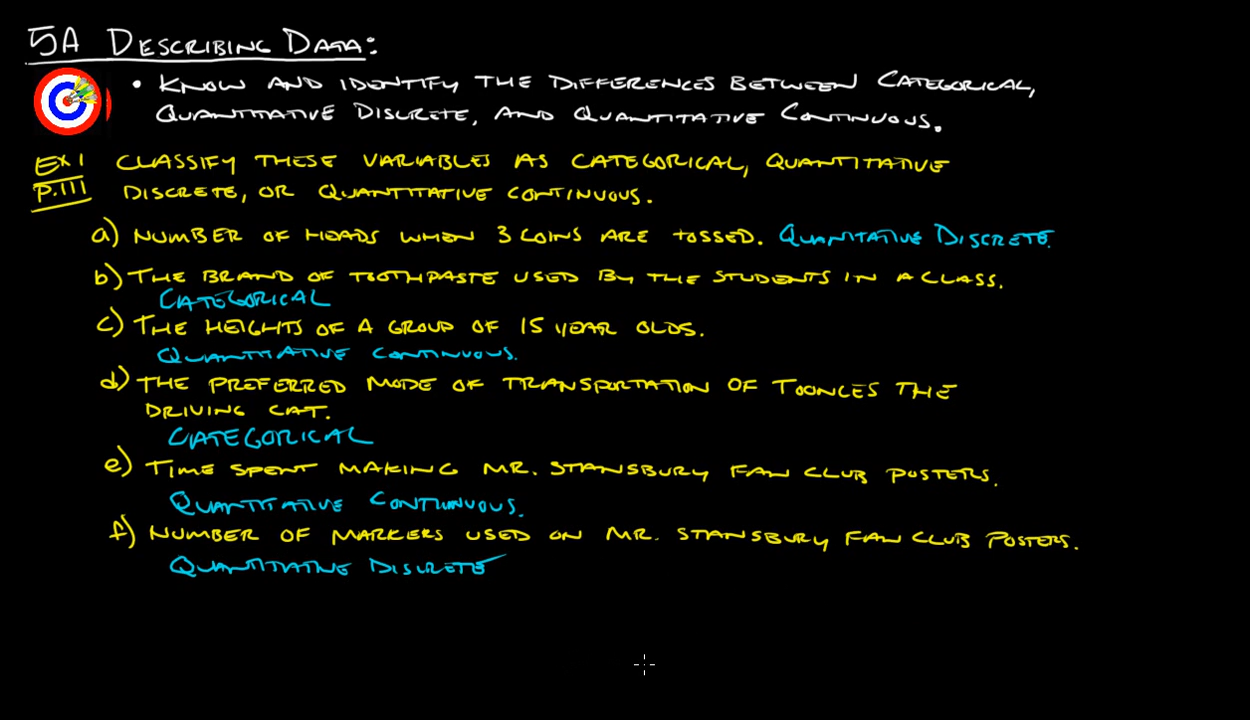 5A DESCRIBING DATA:
• KNOW AND IDENTIFY THE DIFFERENCES BETWEEN CATEGORICAL,
QUANTITATIVE DISCRETE, AND QUANTITATIVE CONTINUOUS.
EX 1 CLASSIFY THESE VARIABLES AS CATEGORICAL, QUANTITATIVE
P.111 DISCRETE, OR QUANTITATIVE CONTINUOUS.
a) NUMBER OF HEADS WHEN 3 COINS ARE TOSSED. QUANTITATIVE DISCRETE.
b) THE BRAND OF TOOTHPASTE USED BY THE STUDENTS IN A CLASS.
CATEGORICAL
c) THE HEIGHTS OF A GROUP OF 15 YEAR OLDS.
QUANTITATIVE CONTINUOUS.
d) THE PREFERRED MODE OF TRANSPORTATION OF TOONCES THE
DRIVING CAT.
CATEGORICAL
e) TIME SPENT MAKING MR. STANSBURY FAN CLUB POSTERS.
QUANTITATIVE CONTINUOUS.
f) NUMBER OF MARKERS USED ON MR. STANSBURY FAN CLUB POSTERS.
QUANTITATIVE DISCRETE